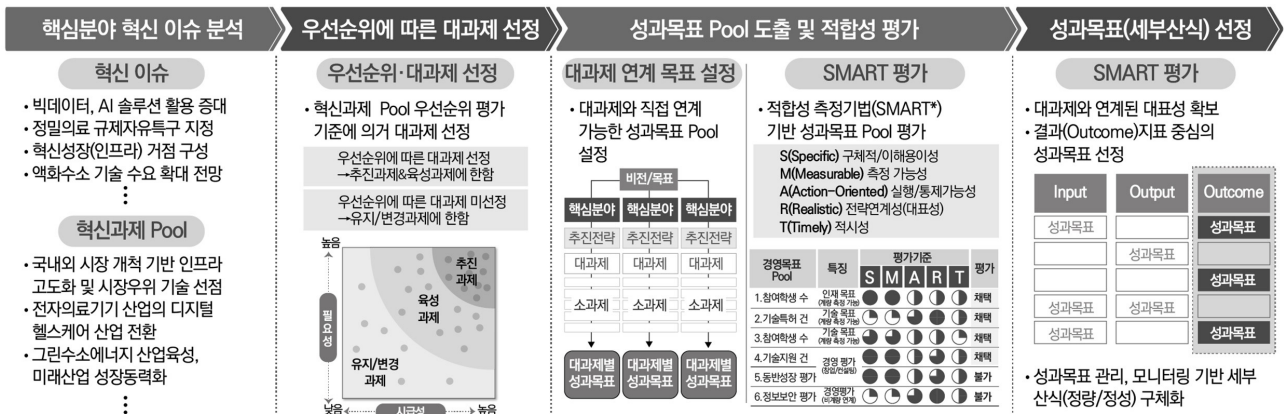 핵심분야 혁신 이슈 분석
우선순위에 따른 대과제 선정
성과목표 Pool 도출 및 적합성 평가
성과목표(세부산식) 선정
혁신 이슈
• 빅데이터, AI 솔루션 활용 증대
• 정밀의료 규제자유특구 지정
• 혁신성장(인프라) 거점 구성
• 액화수소 기술 수요 확대 전망
⋮
혁신과제 Pool
• 국내외 시장 개척 기반 인프라
고도화 및 시장우위 기술 선점
• 전자의료기기 산업의 디지털
헬스케어 산업 전환
• 그린수소에너지 산업육성,
미래산업 성장동력화
⋮
우선순위·대과제 선정
• 혁신과제 Pool 우선순위 평가
기준에 의거 대과제 선정
우선순위에 따른 대과제 선정
→추진과제&육성과제에 한함
우선순위에 따른 대과제 미선정
→유지/변경과제에 한함
높음
추진
과제
육성
과제
필요성
유지/변경
과제
낮음 시급성 높음
대과제 연계 목표 설정
• 대과제와 직접 연계
가능한 성과목표 Pool
설정
비전/목표
핵심분야 핵심분야 핵심분야
추진전략 추진전략 추진전략
대과제 대과제 대과제
소과제 소과제 소과제
대과제별 대과제별 대과제별
성과목표 성과목표 성과목표
SMART 평가
• 적합성 측정기법(SMART*)
기반 성과목표 Pool 평가
S(Specific) 구체적/이해용이성
M(Measurable) 측정 가능성
A(Action-Oriented) 실행/통제가능성
R(Realistic) 전략연계성(대표성)
T(Timely) 적시성
경영목표 Pool 특징 평가기준 평가
S M A R T
1.참여학생 수 인재 목표 (계량 측정 가능) 채택
2.기술특허 건 기술 목표 (계량 측정 가능) 채택
3.참여학생 수 기술 목표 (계량 측정 가능) 채택
4.기술지원 건 경영 평가 (창업/컨설팅) 채택
5.동반성장 평가 불가
6.정보보안 평가 경영평가 (비계량 연계) 불가
SMART 평가
• 대과제와 연계된 대표성 확보
• 결과(Outcome)지표 중심의
성과목표 선정
Input Output Outcome
성과목표 성과목표
성과목표
성과목표
성과목표 성과목표
성과목표 성과목표
• 성과목표 관리, 모니터링 기반 세부
산식(정량/정성) 구체화